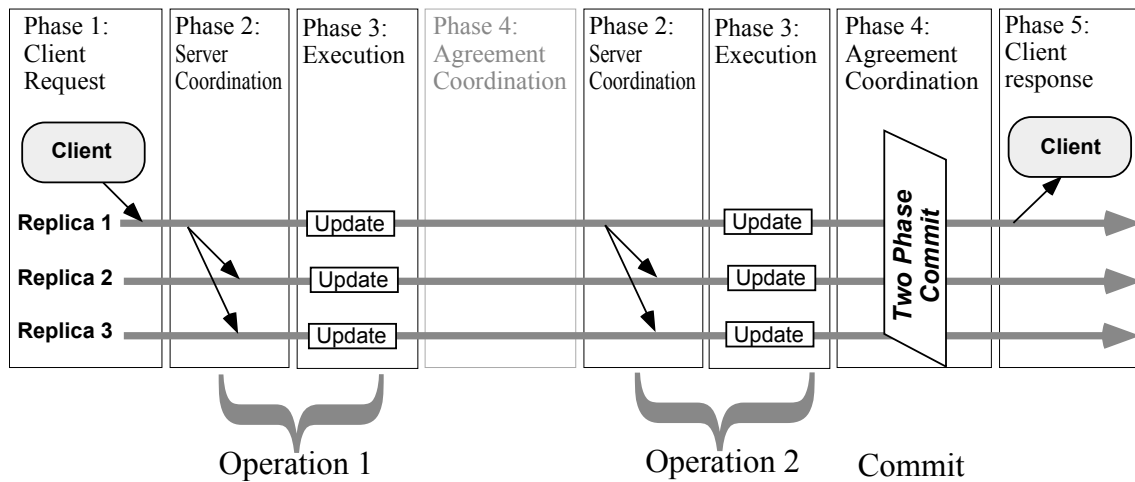 Phase 1:
Client
Request
Phase 2:
Server
Coordination
Phase 3:
Execution
Phase 4:
Agreement
Coordination
Phase 2:
Server
Coordination
Phase 3:
Execution
Phase 4:
Agreement
Coordination
Phase 5:
Client
response
Client
Client
Replica 1
Update
Update
Replica 2
Update
Update
Replica 3
Update
Update
Two Phase
Commit
Operation 1
Operation 2
Commit